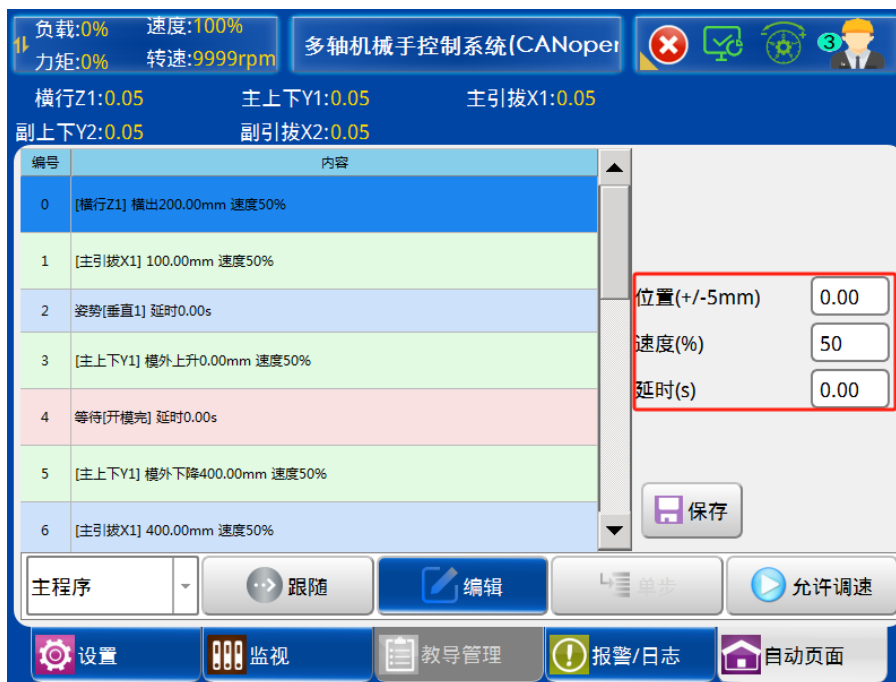 负载:0% 速度:100%
力矩:0% 转速:9999rpm
多轴机械手控制系统(CANoper
3
横行Z1:0.05 主上下Y1:0.05 主引拔X1:0.05
副上下Y2:0.05 副引拔X2:0.05
编号 内容
0 [横行Z1] 横出200.00mm 速度50%
1 [主引拔X1] 100.00mm 速度50%
2 姿势[垂直1] 延时0.00s
3 [主上下Y1] 模外上升0.00mm 速度50%
4 等待[开模完] 延时0.00s
5 [主上下Y1] 模外下降400.00mm 速度50%
6 [主引拔X1] 400.00mm 速度50%
位置(+/-5mm) 0.00
速度(%) 50
延时(s) 0.00
保存
主程序 跟随 编辑 单步 允许调速
设置 监视 教导管理 报警/日志 自动页面